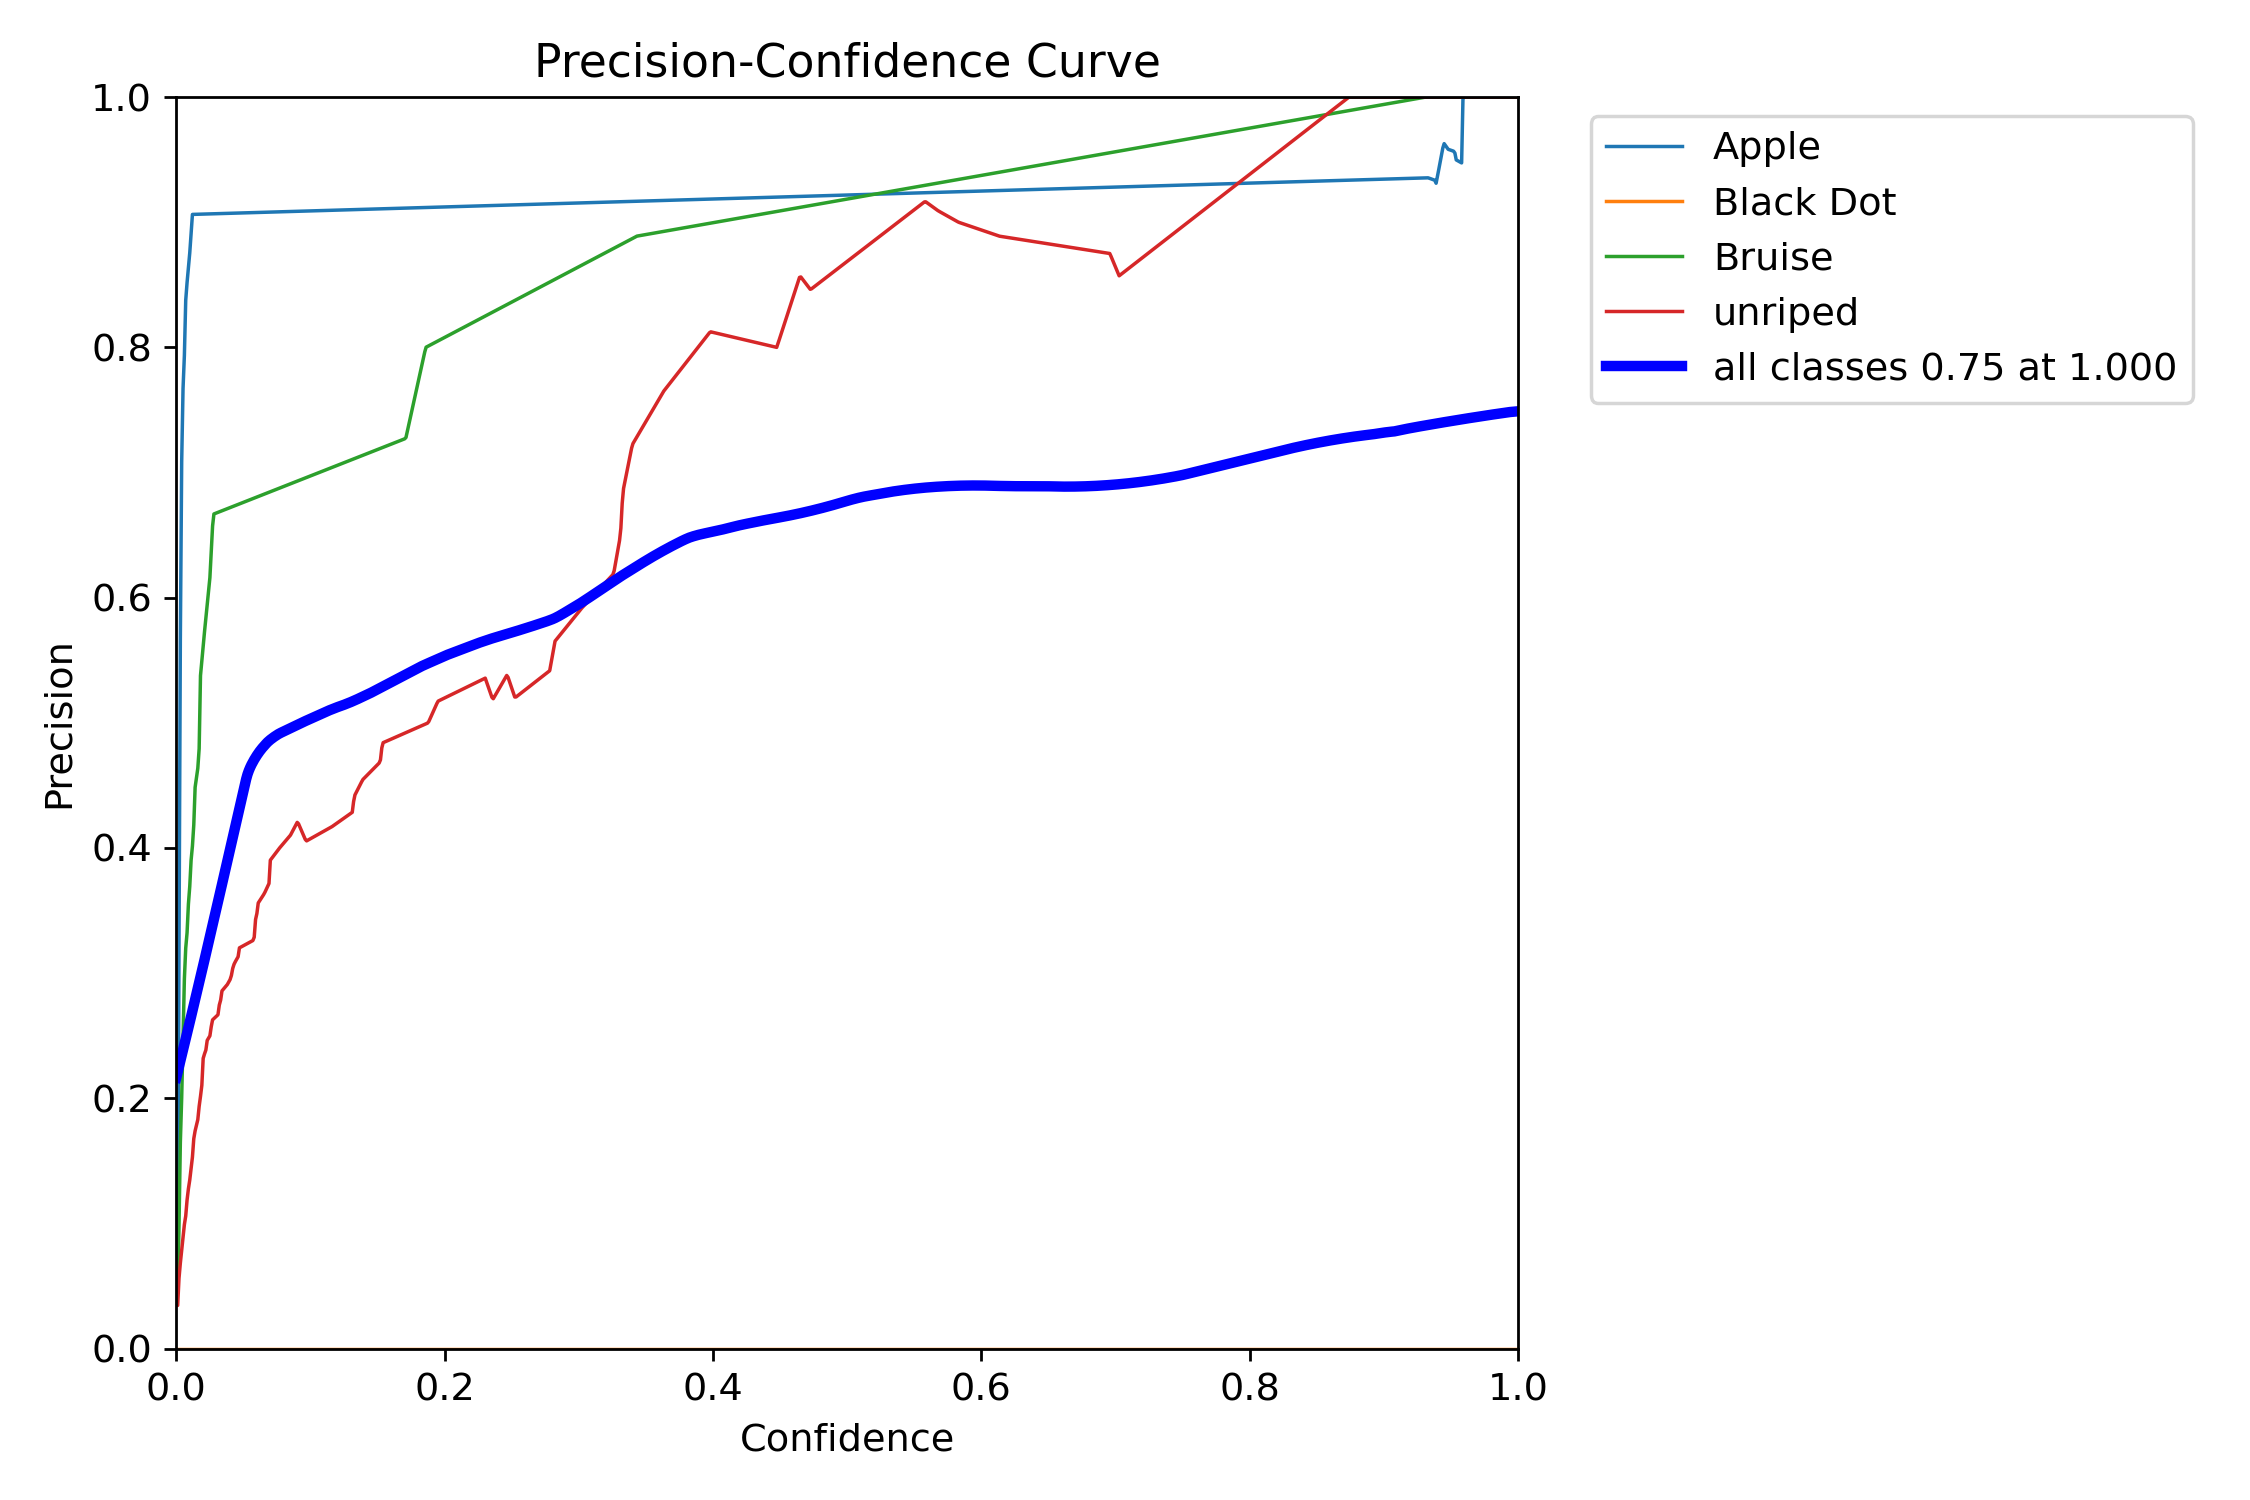 Precision-Confidence Curve
1.0
0.8
0.6
0.4
0.2
0.0
Precision
0.0 0.2 0.4 0.6 0.8 1.0
Confidence
Apple
Black Dot
Bruise
unriped
all classes 0.75 at 1.000